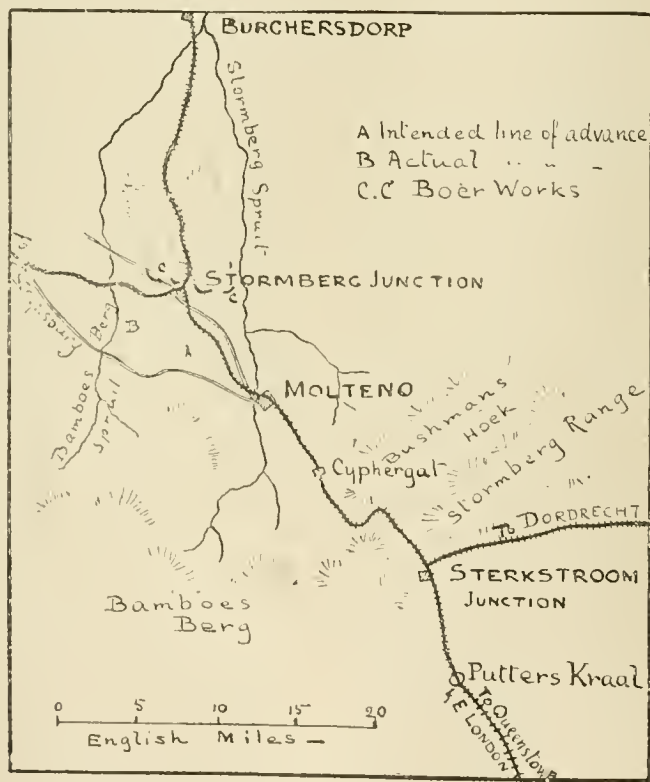 BURCHERSDORP
Stormberg Spruit
A Intended line of advance
B Actual " " -
C.C Boër Works
C
STORMBERG JUNCTION
C
To
Berg
B
A
Bamboes
Spruit
MOLTENO
Bushmans
Hoek
Stormberg Range
Cyphergat
To DORDRECHT
STERKSTROOM
JUNCTION
Bamboes
Berg
Putters Kraal
To Queenstown
& E LONDON
0 5 10 15 20
English Miles -